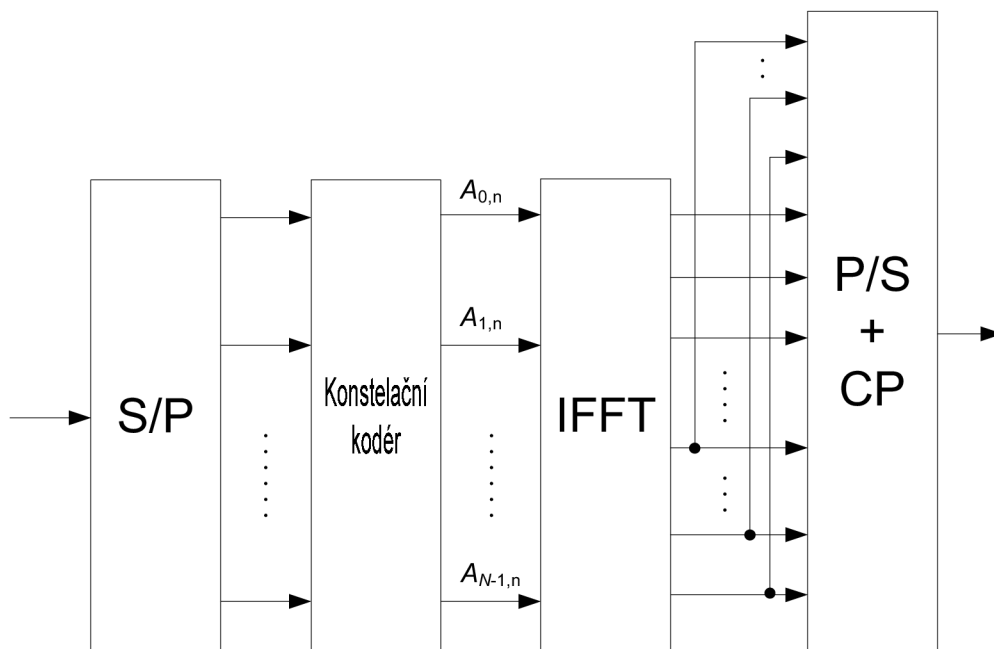 S/P
Konstelační
kodér
A0,n
A1,n
AN-1,n
IFFT
P/S
+
CP